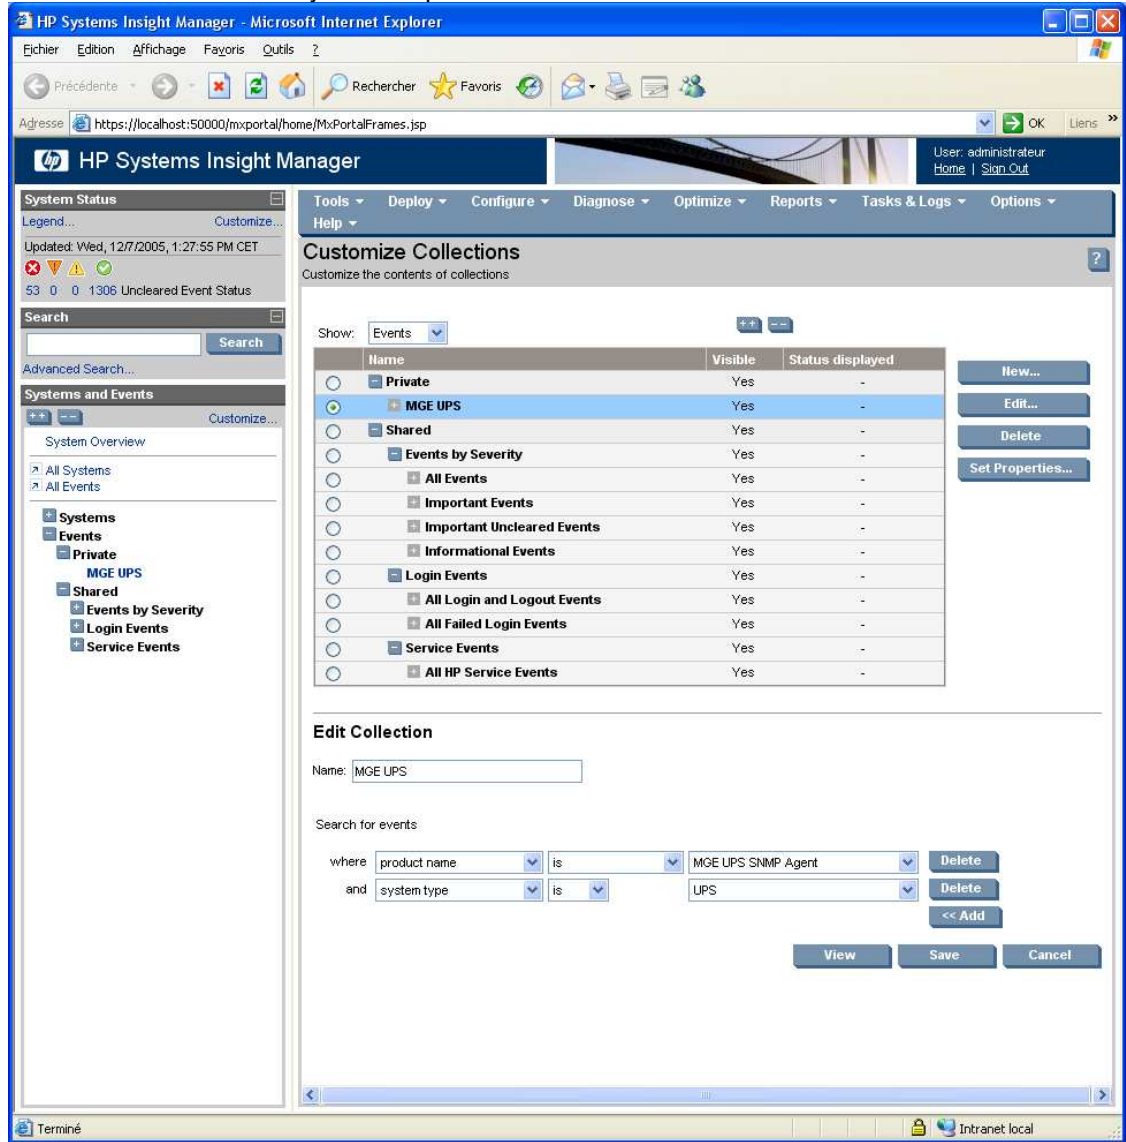 HP Systems Insight Manager - Microsoft Internet Explorer
Eichier Edition Affichage Favoris Outils ?
Précédente Rechercher Favoris
Adresse https://localhost:50000/mxportal/home/MxPortalFrames.jsp OK Liens »
hp HP Systems Insight Manager
User: administrateur
Home | Sign Out
System Status
Legend... Customize...
Updated: Wed, 12/7/2005, 1:27:55 PM CET
53 0 0 1306 Uncleared Event Status
Search
Search
Advanced Search...
Systems and Events
++ -- Customize...
System Overview
All Systems
All Events
+ Systems
- Events
- Private
MGE UPS
- Shared
+ Events by Severity
+ Login Events
+ Service Events
Tools Deploy Configure Diagnose Optimize Reports Tasks & Logs Options
Help
Customize Collections ?
Customize the contents of collections
Show: Events ++ --
Name Visible Status displayed
- Private Yes -
+ MGE UPS Yes -
- Shared Yes -
- Events by Severity Yes -
+ All Events Yes -
+ Important Events Yes -
+ Important Uncleared Events Yes -
+ Informational Events Yes -
- Login Events Yes -
+ All Login and Logout Events Yes -
+ All Failed Login Events Yes -
- Service Events Yes -
+ All HP Service Events Yes -
New...
Edit...
Delete
Set Properties...
Edit Collection
Name: MGE UPS
Search for events
where product name is MGE UPS SNMP Agent Delete
and system type is UPS Delete
<< Add
View Save Cancel
Terminé Intranet local